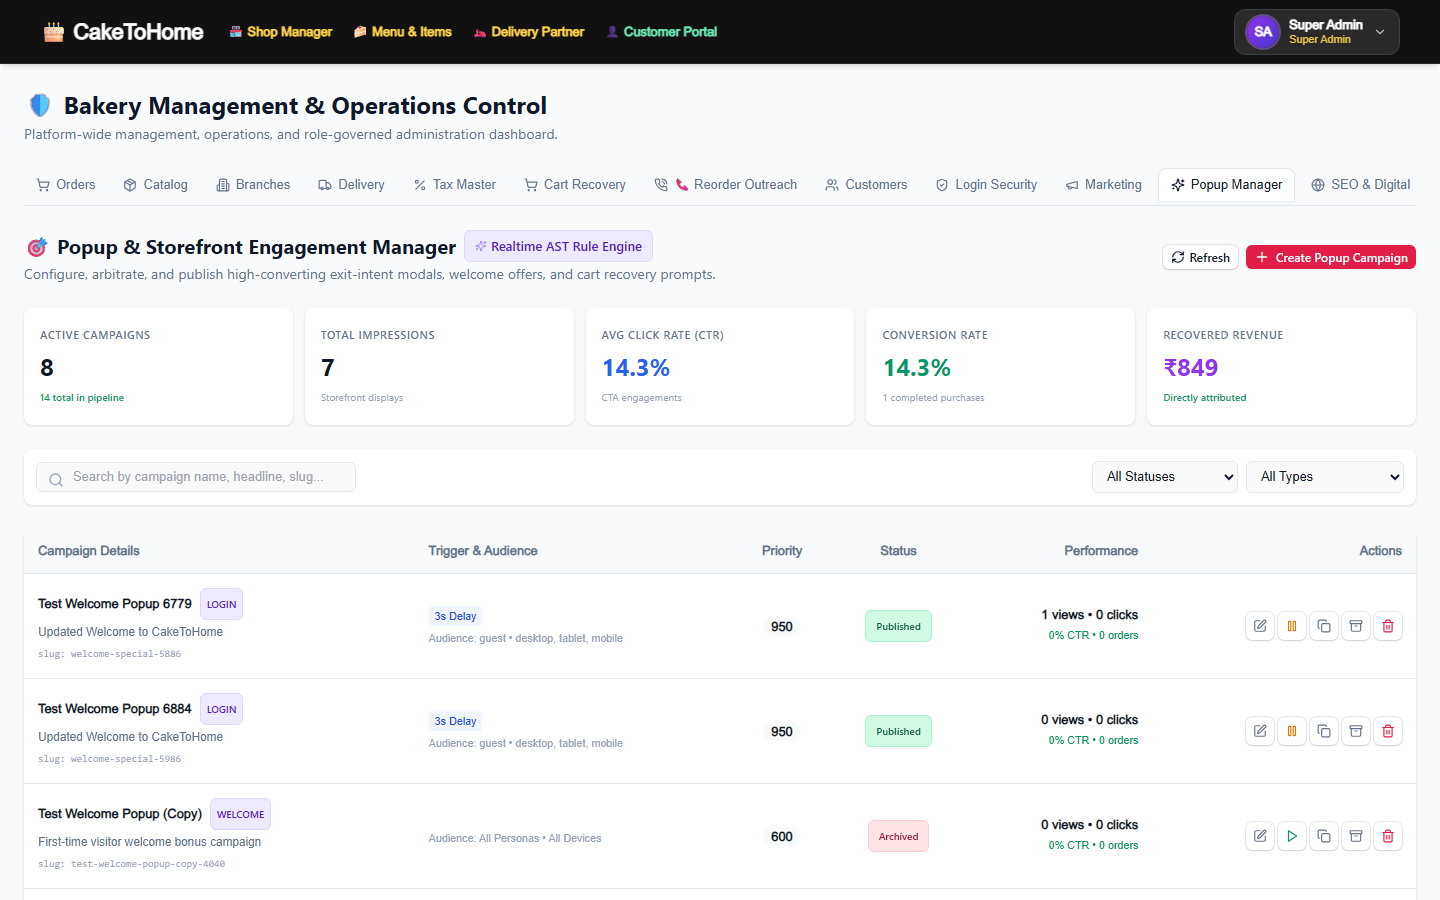 CakeToHome
Shop Manager
Menu & Items
Delivery Partner
Customer Portal
SA
Super Admin
Super Admin
Bakery Management & Operations Control
Platform-wide management, operations, and role-governed administration dashboard.
Orders
Catalog
Branches
Delivery
Tax Master
Cart Recovery
Reorder Outreach
Customers
Login Security
Marketing
Popup Manager
SEO & Digital
Popup & Storefront Engagement Manager
Realtime AST Rule Engine
Configure, arbitrate, and publish high-converting exit-intent modals, welcome offers, and cart recovery prompts.
Refresh
Create Popup Campaign
ACTIVE CAMPAIGNS
8
14 total in pipeline
TOTAL IMPRESSIONS
7
Storefront displays
AVG CLICK RATE (CTR)
14.3%
CTA engagements
CONVERSION RATE
14.3%
1 completed purchases
RECOVERED REVENUE
₹849
Directly attributed
Search by campaign name, headline, slug...
All Statuses
All Types
Campaign Details
Trigger & Audience
Priority
Status
Performance
Actions
Test Welcome Popup 6779
LOGIN
Updated Welcome to CakeToHome
slug: welcome-special-5886
3s Delay
Audience: guest • desktop, tablet, mobile
950
Published
1 views • 0 clicks
0% CTR • 0 orders
Test Welcome Popup 6884
LOGIN
Updated Welcome to CakeToHome
slug: welcome-special-5986
3s Delay
Audience: guest • desktop, tablet, mobile
950
Published
0 views • 0 clicks
0% CTR • 0 orders
Test Welcome Popup (Copy)
WELCOME
First-time visitor welcome bonus campaign
slug: test-welcome-popup-copy-4040
Audience: All Personas • All Devices
600
Archived
0 views • 0 clicks
0% CTR • 0 orders